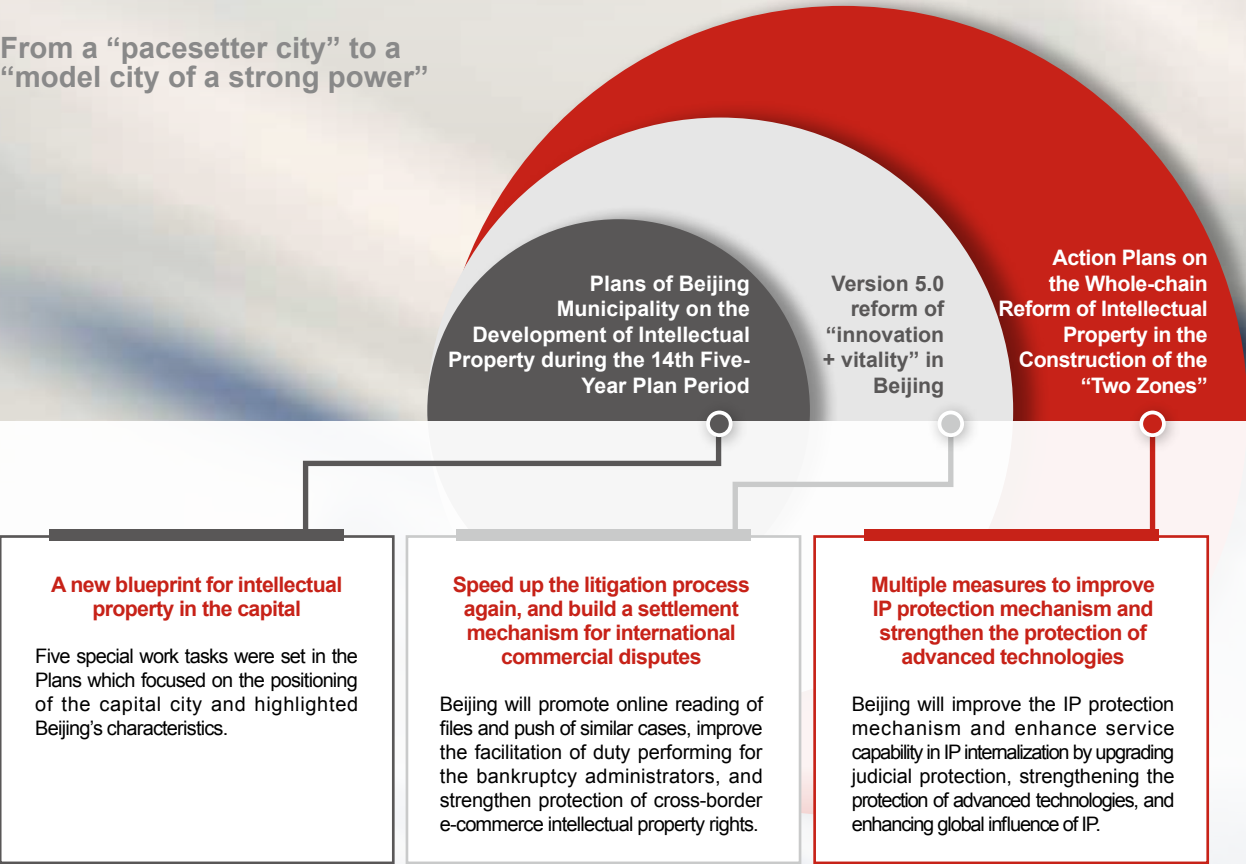 From a “pacesetter city” to a
“model city of a strong power”
Plans of Beijing
Municipality on the
Development of Intellectual
Property during the 14th Five-
Year Plan Period
Version 5.0
reform of
“innovation
+ vitality” in
Beijing
Action Plans on
the Whole-chain
Reform of Intellectual
Property in the
Construction of the
“Two Zones”
A new blueprint for intellectual
property in the capital
Five special work tasks were set in the
Plans which focused on the positioning
of the capital city and highlighted
Beijing’s characteristics.
Speed up the litigation process
again, and build a settlement
mechanism for international
commercial disputes
Beijing will promote online reading of
files and push of similar cases, improve
the facilitation of duty performing for
the bankruptcy administrators, and
strengthen protection of cross-border
e-commerce intellectual property rights.
Multiple measures to improve
IP protection mechanism and
strengthen the protection of
advanced technologies
Beijing will improve the IP protection
mechanism and enhance service
capability in IP internalization by upgrading
judicial protection, strengthening the
protection of advanced technologies, and
enhancing global influence of IP.